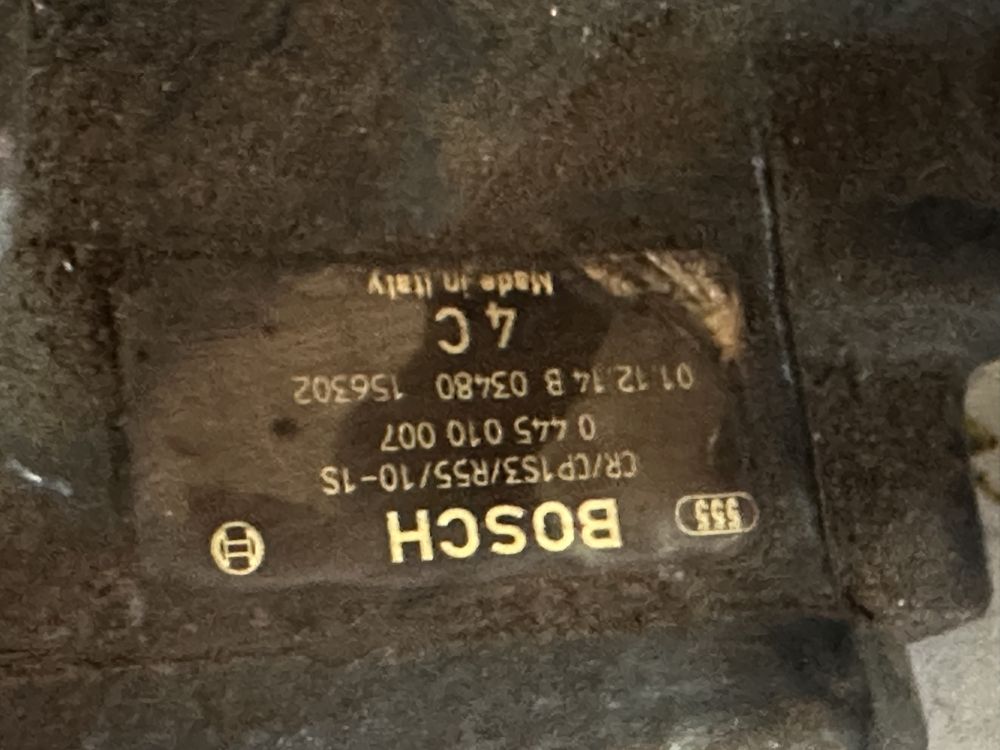 555 BOSCH
CR/CP1S3/R55/10-1S
0 445 010 007
01.12.14 B 03480 156302
4 C
Made in Italy